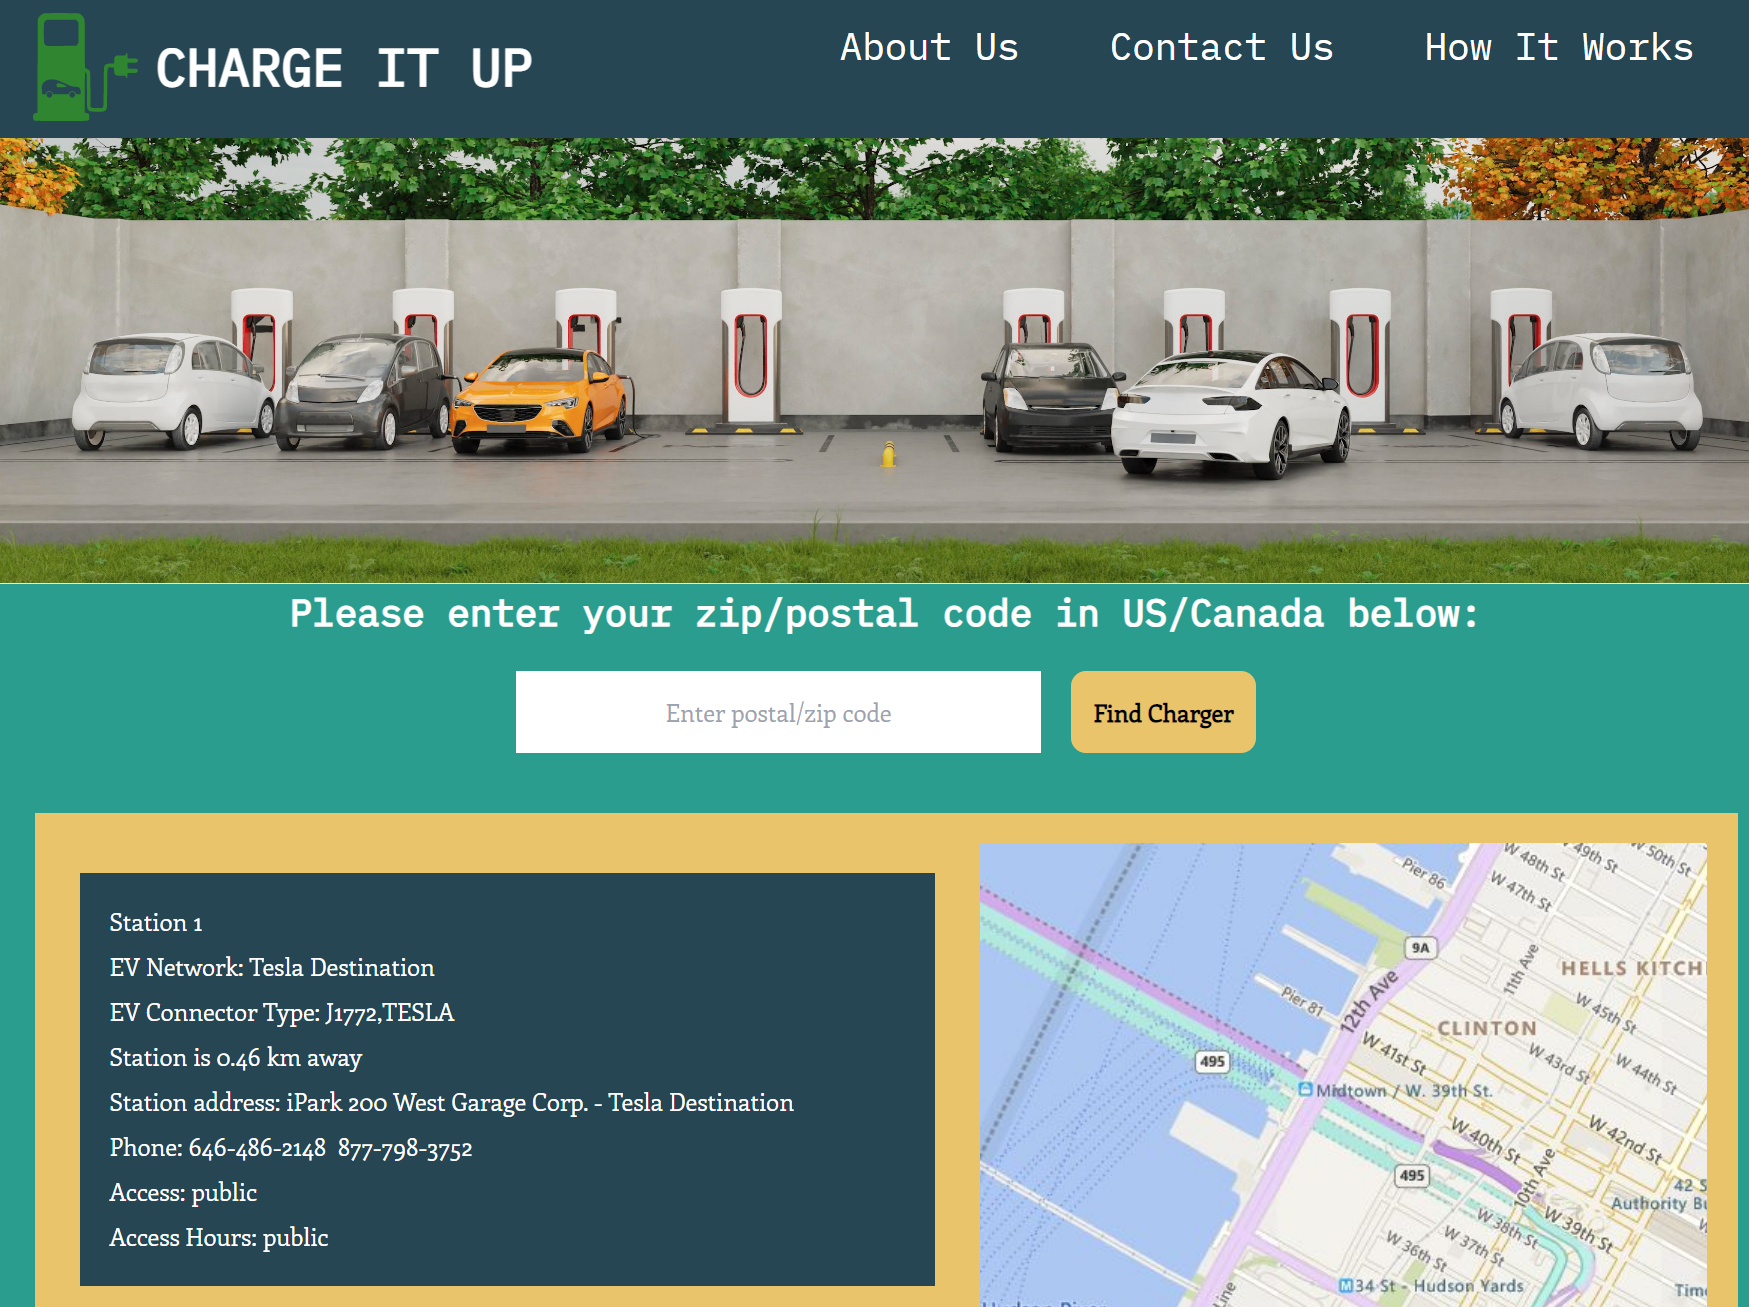 CHARGE IT UP
About Us
Contact Us
How It Works
Please enter your zip/postal code in US/Canada below:
Enter postal/zip code
Find Charger
Station 1
EV Network: Tesla Destination
EV Connector Type: J1772,TESLA
Station is 0.46 km away
Station address: iPark 200 West Garage Corp. - Tesla Destination
Phone: 646-486-2148  877-798-3752
Access: public
Access Hours: public
W 48th St
W 49th St
W 50th St
Pier 86
W 47th St
9A
11th Ave
HELLS KITCH
12th Ave
Pier 81
W 45th St
CLINTON
W 41st St
W 43rd St
W 44th St
495
Midtown / W. 39th St.
W 40th St
W 42nd St
495
10th Ave
42 S
Authority Bu
W 39th St
W 38th St
W 37th St
W 36th St
M 34 St - Hudson Yards
Time
Line
Hudson River